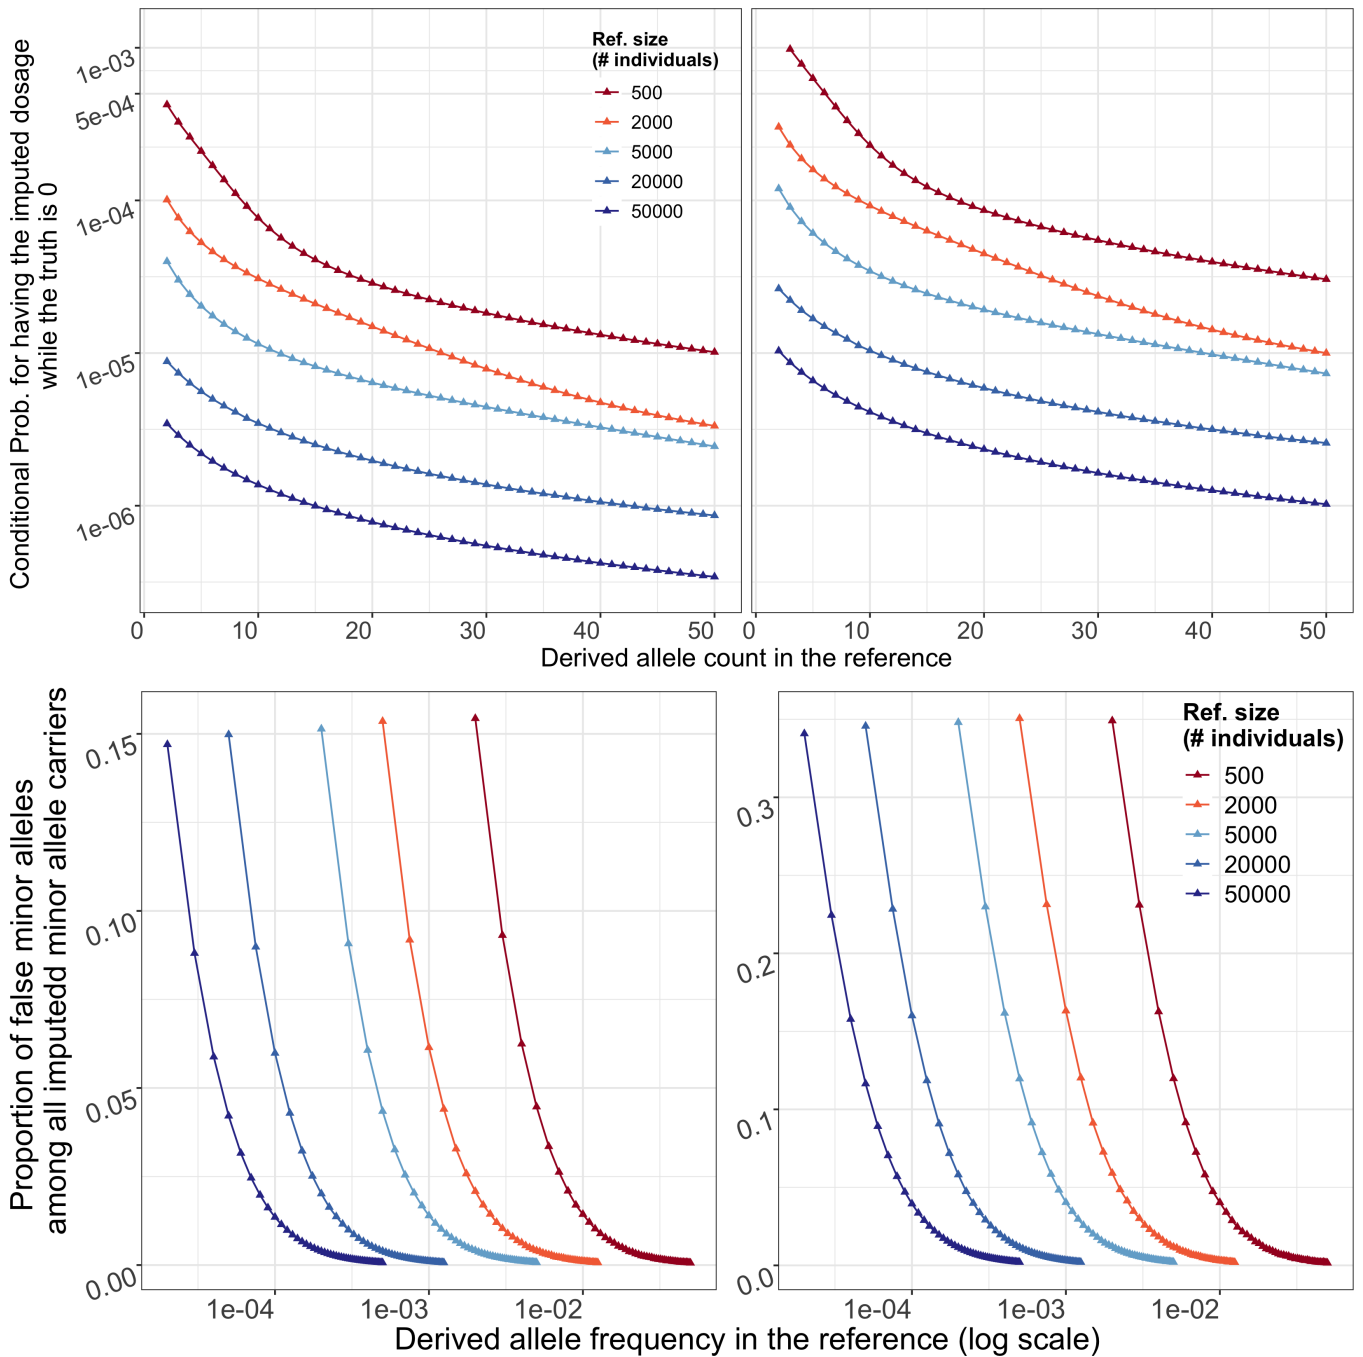 Conditional Prob. for having the imputed dosage
while the truth is 0
1e-03
5e-04
1e-04
1e-05
1e-06
Ref. size
(# individuals)
500
2000
5000
20000
50000
0 10 20 30 40 50
0 10 20 30 40 50
Derived allele count in the reference
Proportion of false minor alleles
among all imputedd minor allele carriers
0.15
0.10
0.05
0.00
0.3
0.2
0.1
0.0
Ref. size
(# individuals)
500
2000
5000
20000
50000
1e-04 1e-03 1e-02
1e-04 1e-03 1e-02
Derived allele frequency in the reference (log scale)